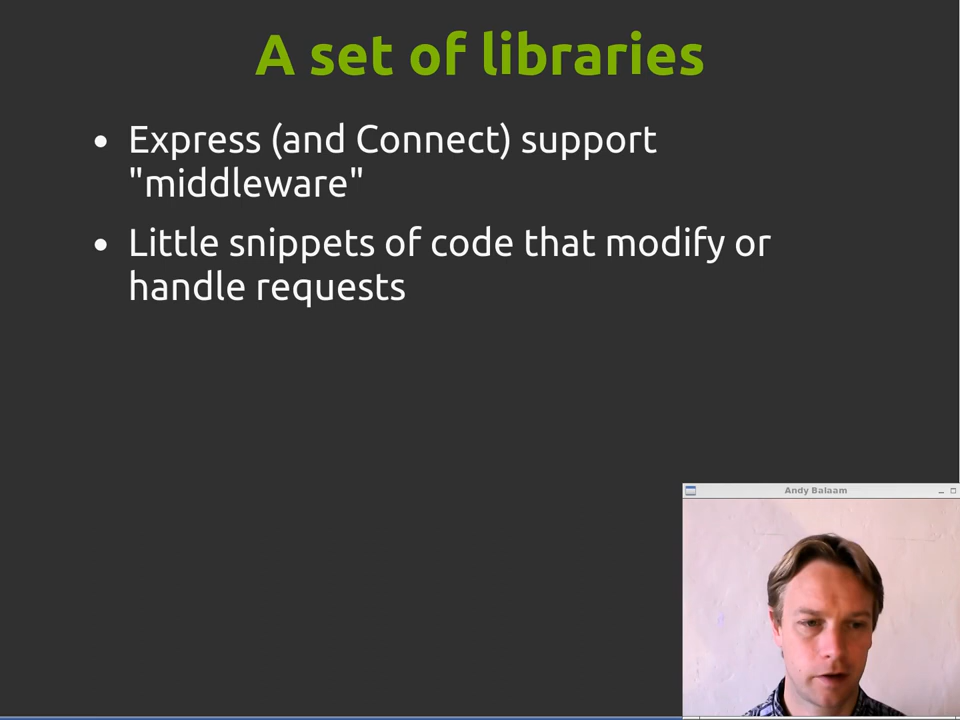 A set of libraries
• Express (and Connect) support
"middleware"
• Little snippets of code that modify or
handle requests
Andy Balaam